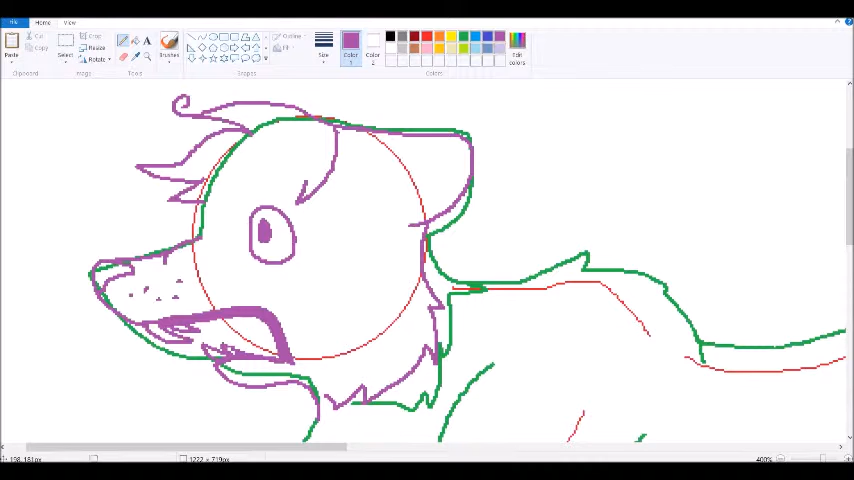 File Home View
Paste
Cut
Copy
Clipboard
Select
Crop
Resize
Rotate
Image
A
Tools
Brushes
Outline
Fill
Shapes
Size
Color 1
Color 2
Edit colors
Colors
198, 181px
1222 × 719px
400%